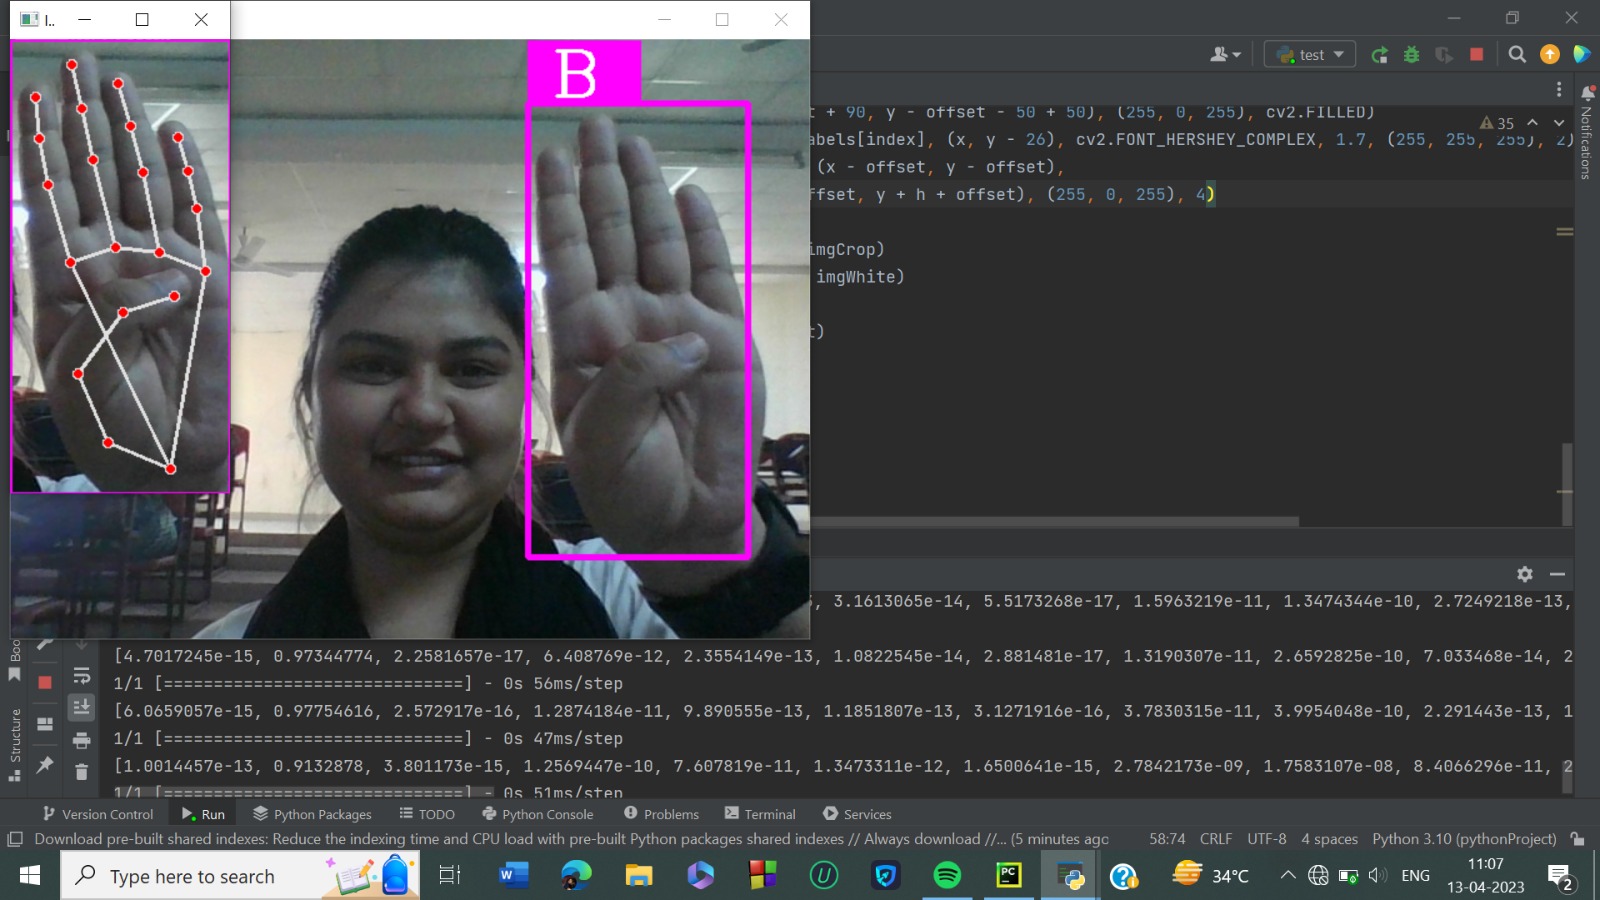 I..
B
test
t + 90, y - offset - 50 + 50), (255, 0, 255), cv2.FILLED)
35
abels[index], (x, y - 26), cv2.FONT_HERSHEY_COMPLEX, 1.7, (255, 255, 255), 2)
(x - offset, y - offset),
ffset, y + h + offset), (255, 0, 255), 4)
imgCrop)
imgWhite)
t)
Notifications
, 3.1613065e-14, 5.5173268e-17, 1.5963219e-11, 1.3474344e-10, 2.7249218e-13,
[4.7017245e-15, 0.97344774, 2.2581657e-17, 6.408769e-12, 2.3554149e-13, 1.0822545e-14, 2.881481e-17, 1.3190307e-11, 2.6592825e-10, 7.033468e-14, 2
1/1 [==============================] - 0s 56ms/step
[6.0659057e-15, 0.97754616, 2.572917e-16, 1.2874184e-11, 9.890555e-13, 1.1851807e-13, 3.1271916e-16, 3.7830315e-11, 3.9954048e-10, 2.291443e-13, 1
1/1 [==============================] - 0s 47ms/step
[1.0014457e-13, 0.9132878, 3.801173e-15, 1.2569447e-10, 7.607819e-11, 1.3473311e-12, 1.6500641e-15, 2.7842173e-09, 1.7583107e-08, 8.4066296e-11, 2
1/1 [==============================] - 0s 51ms/step
Boo
Structure
Version Control Run Python Packages TODO Python Console Problems Terminal Services
Download pre-built shared indexes: Reduce the indexing time and CPU load with pre-built Python packages shared indexes // Always download //... (5 minutes ago 58:74 CRLF UTF-8 4 spaces Python 3.10 (pythonProject)
Type here to search
W
U
PC
34°C ENG
11:07
13-04-2023
2